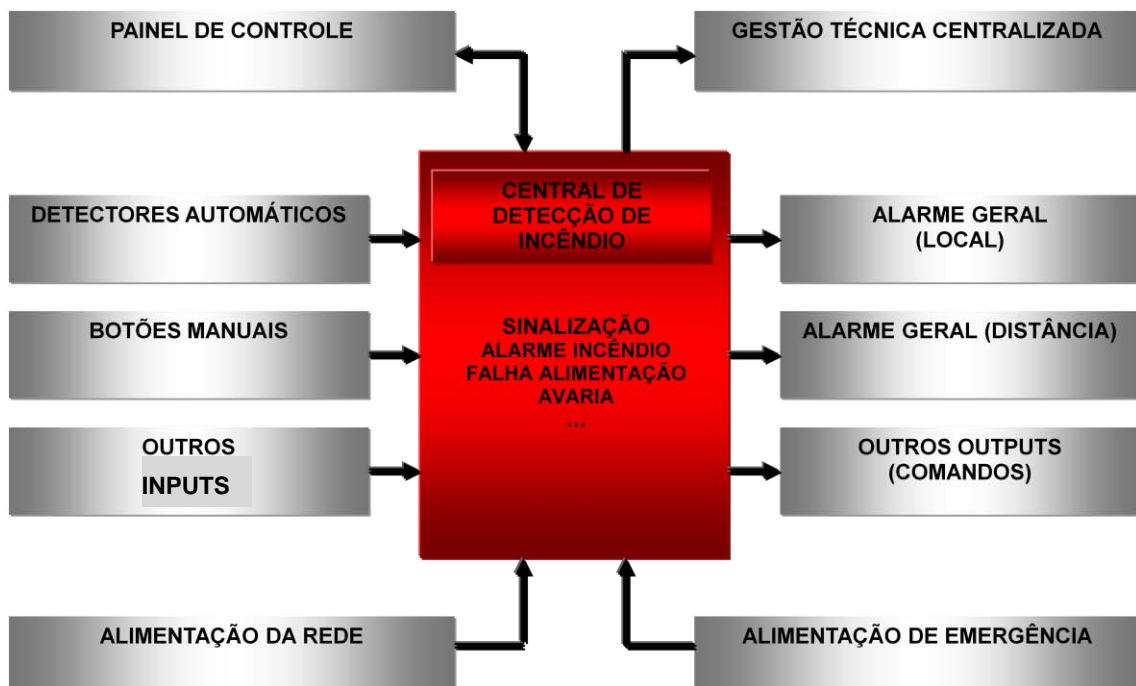 PAINEL DE CONTROLE
GESTÃO TÉCNICA CENTRALIZADA
CENTRAL DE
DETECÇÃO DE
INCÊNDIO
DETECTORES AUTOMÁTICOS
ALARME GERAL
(LOCAL)
BOTÕES MANUAIS
SINALIZAÇÃO
ALARME INCÊNDIO
FALHA ALIMENTAÇÃO
AVARIA
...
ALARME GERAL (DISTÂNCIA)
OUTROS
INPUTS
OUTROS OUTPUTS
(COMANDOS)
ALIMENTAÇÃO DA REDE
ALIMENTAÇÃO DE EMERGÊNCIA